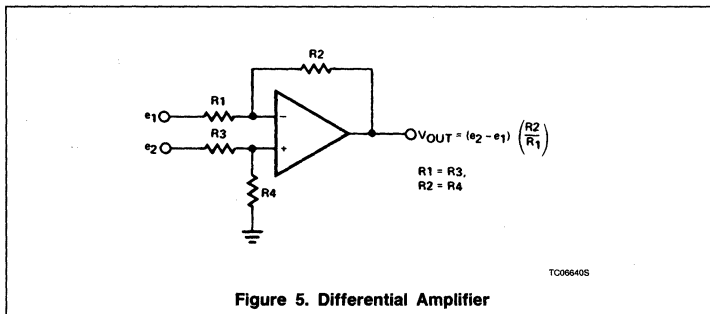 R2
R1
e1
−
VOUT = (e2 − e1) (R2/R1)
R3
e2
+
R1 = R3,
R2 = R4
R4
TC06640S
Figure 5. Differential Amplifier